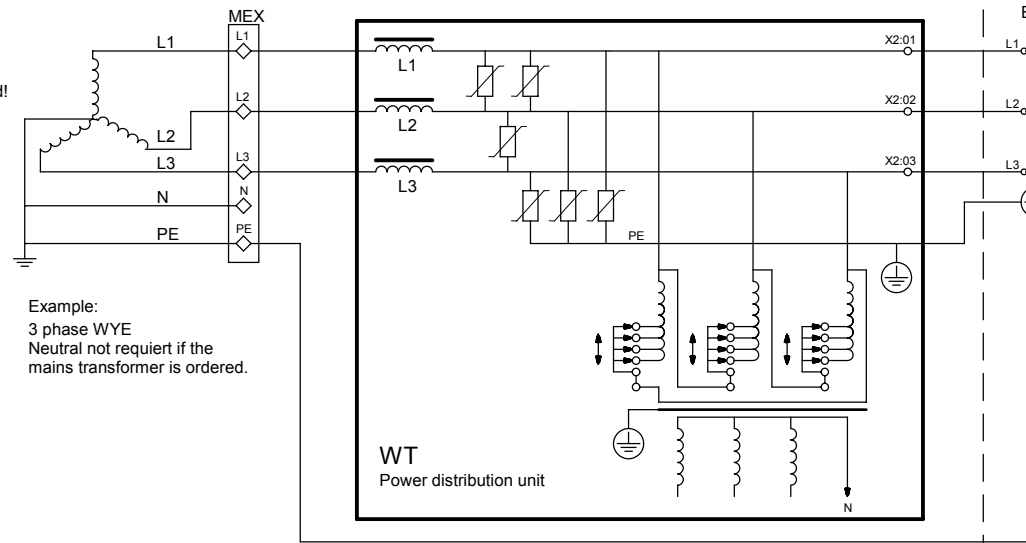 MEX
E
L1
L1
L1
X2:01
L1
d!
L2
L2
L2
X2:02
L2
L3
L3
L3
X2:03
L3
N
N
PE
PE
PE
Example:
3 phase WYE
Neutral not requiert if the
mains transformer is ordered.
WT
Power distribution unit
N